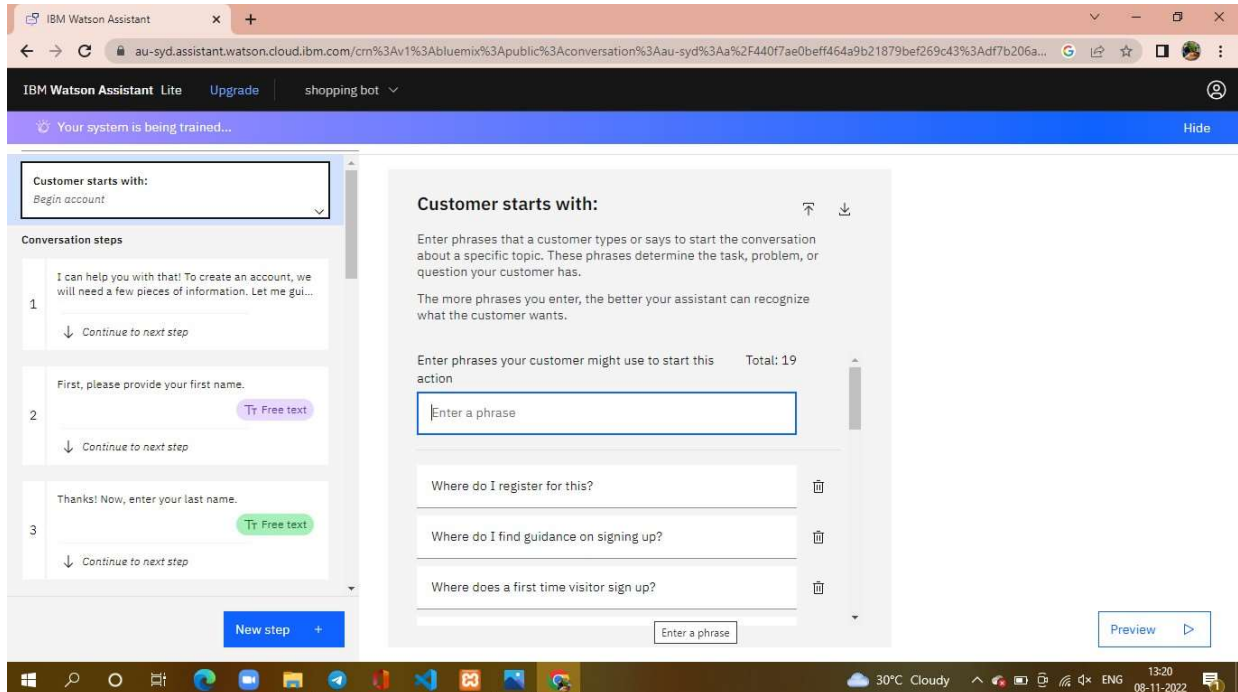 IBM Watson Assistant
au-syd.assistant.watson.cloud.ibm.com/crn%3Av1%3Abluemix%3Apublic%3Aconversation%3Aau-syd%3Aa%2F440f7ae0beff464a9b21879bef269c43%3Adf7b206a...
IBM Watson Assistant Lite Upgrade shopping bot
Your system is being trained... Hide
Customer starts with:
Begin account
Conversation steps
1
I can help you with that! To create an account, we
will need a few pieces of information. Let me gui...
Continue to next step
2
First, please provide your first name.
Free text
Continue to next step
3
Thanks! Now, enter your last name.
Free text
Continue to next step
New step +
Customer starts with:
Enter phrases that a customer types or says to start the conversation
about a specific topic. These phrases determine the task, problem, or
question your customer has.
The more phrases you enter, the better your assistant can recognize
what the customer wants.
Enter phrases your customer might use to start this Total: 19
action
Enter a phrase
Where do I register for this?
Where do I find guidance on signing up?
Where does a first time visitor sign up?
Enter a phrase
Preview
30°C Cloudy ENG 13:20
08-11-2022